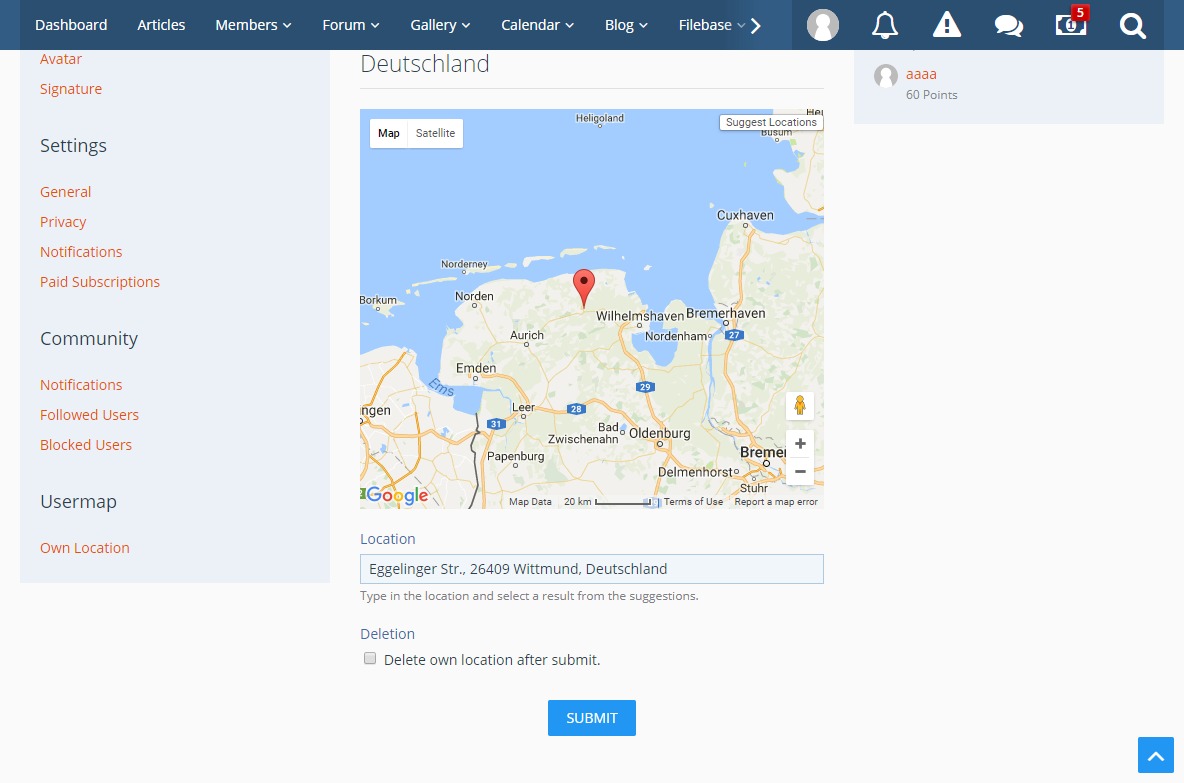 Dashboard Articles Members Forum Gallery Calendar Blog Filebase 5
Avatar
Signature
Settings
General
Privacy
Notifications
Paid Subscriptions
Community
Notifications
Followed Users
Blocked Users
Usermap
Own Location
Deutschland
Map Satellite
Suggest Locations
Heligoland
Büsum
Cuxhaven
Norderney
Borkum
Norden
Wilhelmshaven
Bremerhaven
Aurich
Nordenham
27
Emden
Ems
29
ingen
Leer
28
31
Bad
Zwischenahn
Oldenburg
Papenburg
Bremen
Delmenhorst
Stuhr
Google
Map Data 20 km Terms of Use Report a map error
Location
Eggelinger Str., 26409 Wittmund, Deutschland
Type in the location and select a result from the suggestions.
Deletion
Delete own location after submit.
SUBMIT
aaaa
60 Points